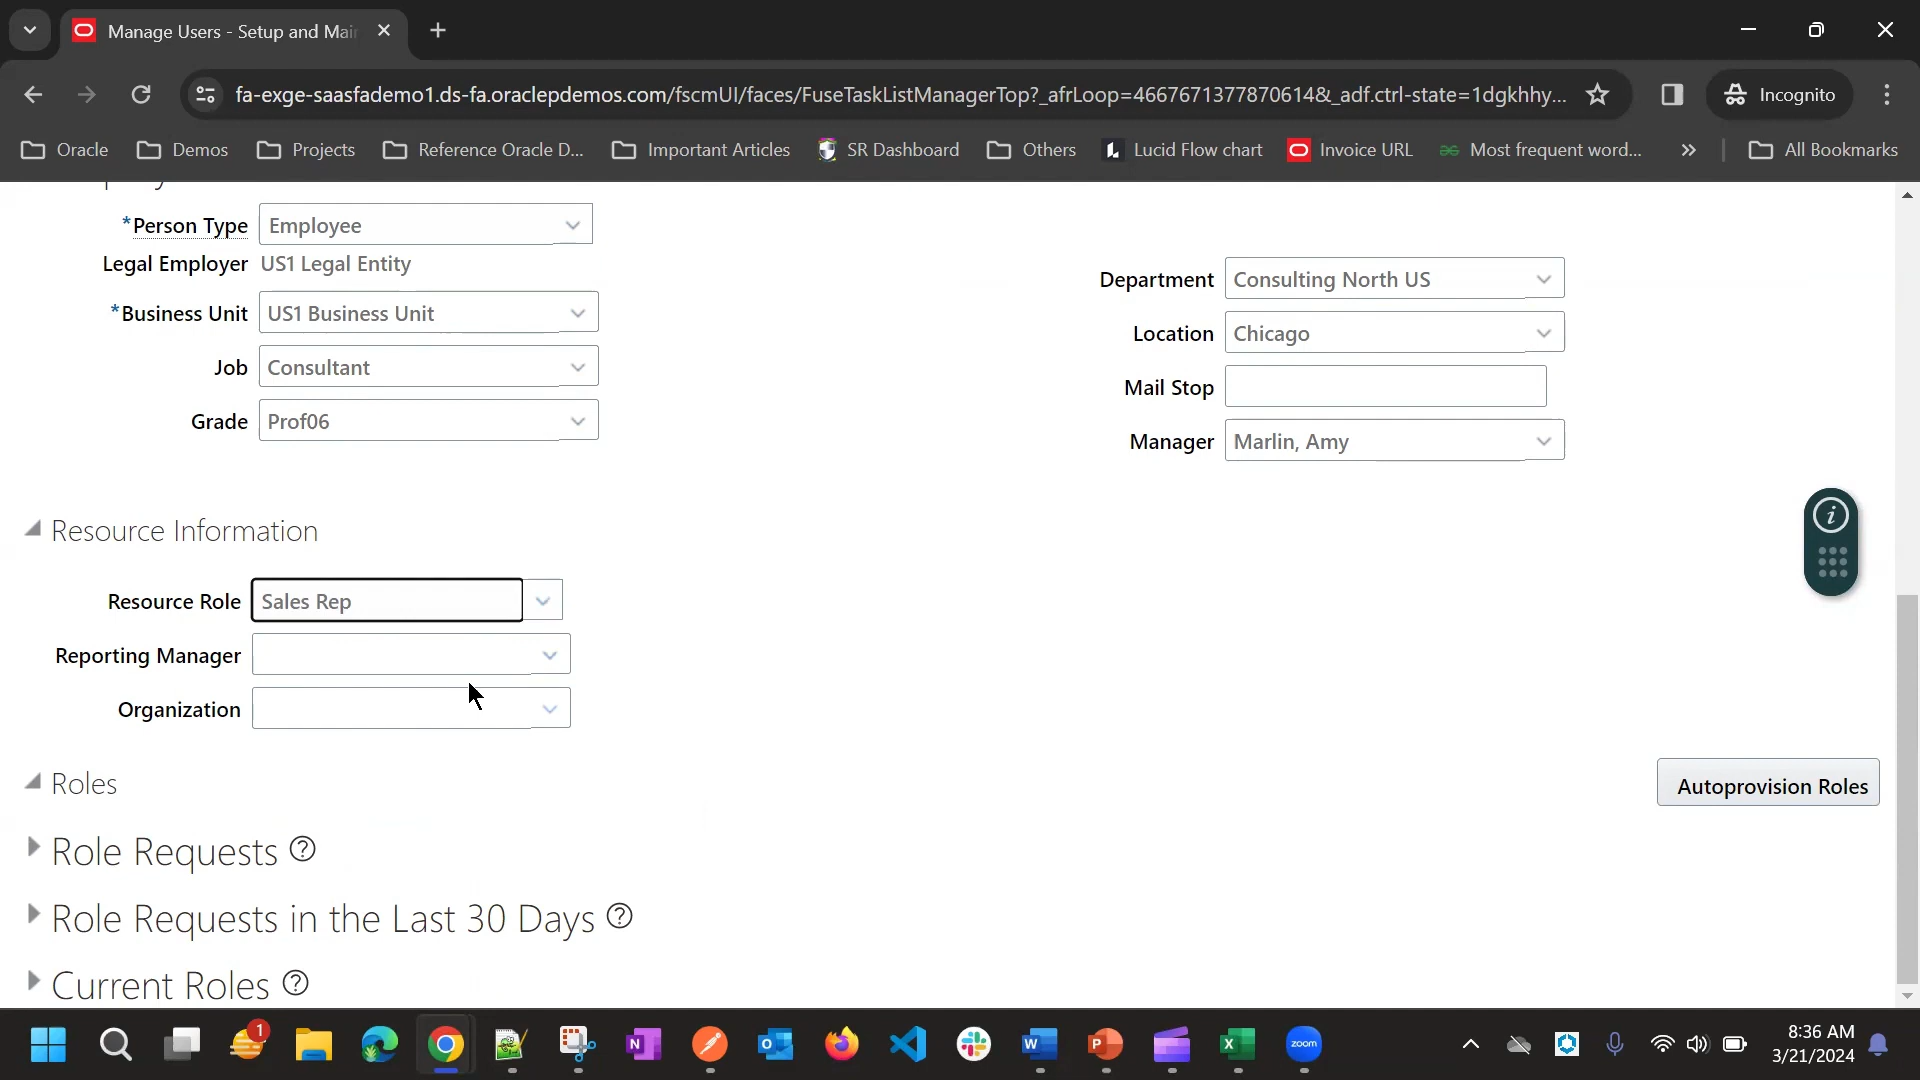 Manage Users - Setup and Mai
fa-exge-saasfademo1.ds-fa.oraclepdemos.com/fscmUI/faces/FuseTaskListManagerTop?_afrLoop=4667671377870614&_adf.ctrl-state=1dgkhhy...
Incognito
Oracle
Demos
Projects
Reference Oracle D...
Important Articles
SR Dashboard
Others
Lucid Flow chart
Invoice URL
Most frequent word...
All Bookmarks
*Person Type Employee
Legal Employer US1 Legal Entity
Department Consulting North US
*Business Unit US1 Business Unit
Location Chicago
Job Consultant
Mail Stop
Grade Prof06
Manager Marlin, Amy
Resource Information
Resource Role Sales Rep
Reporting Manager
Organization
Roles
Autoprovision Roles
Role Requests
Role Requests in the Last 30 Days
Current Roles
1
zoom
8:36 AM
3/21/2024